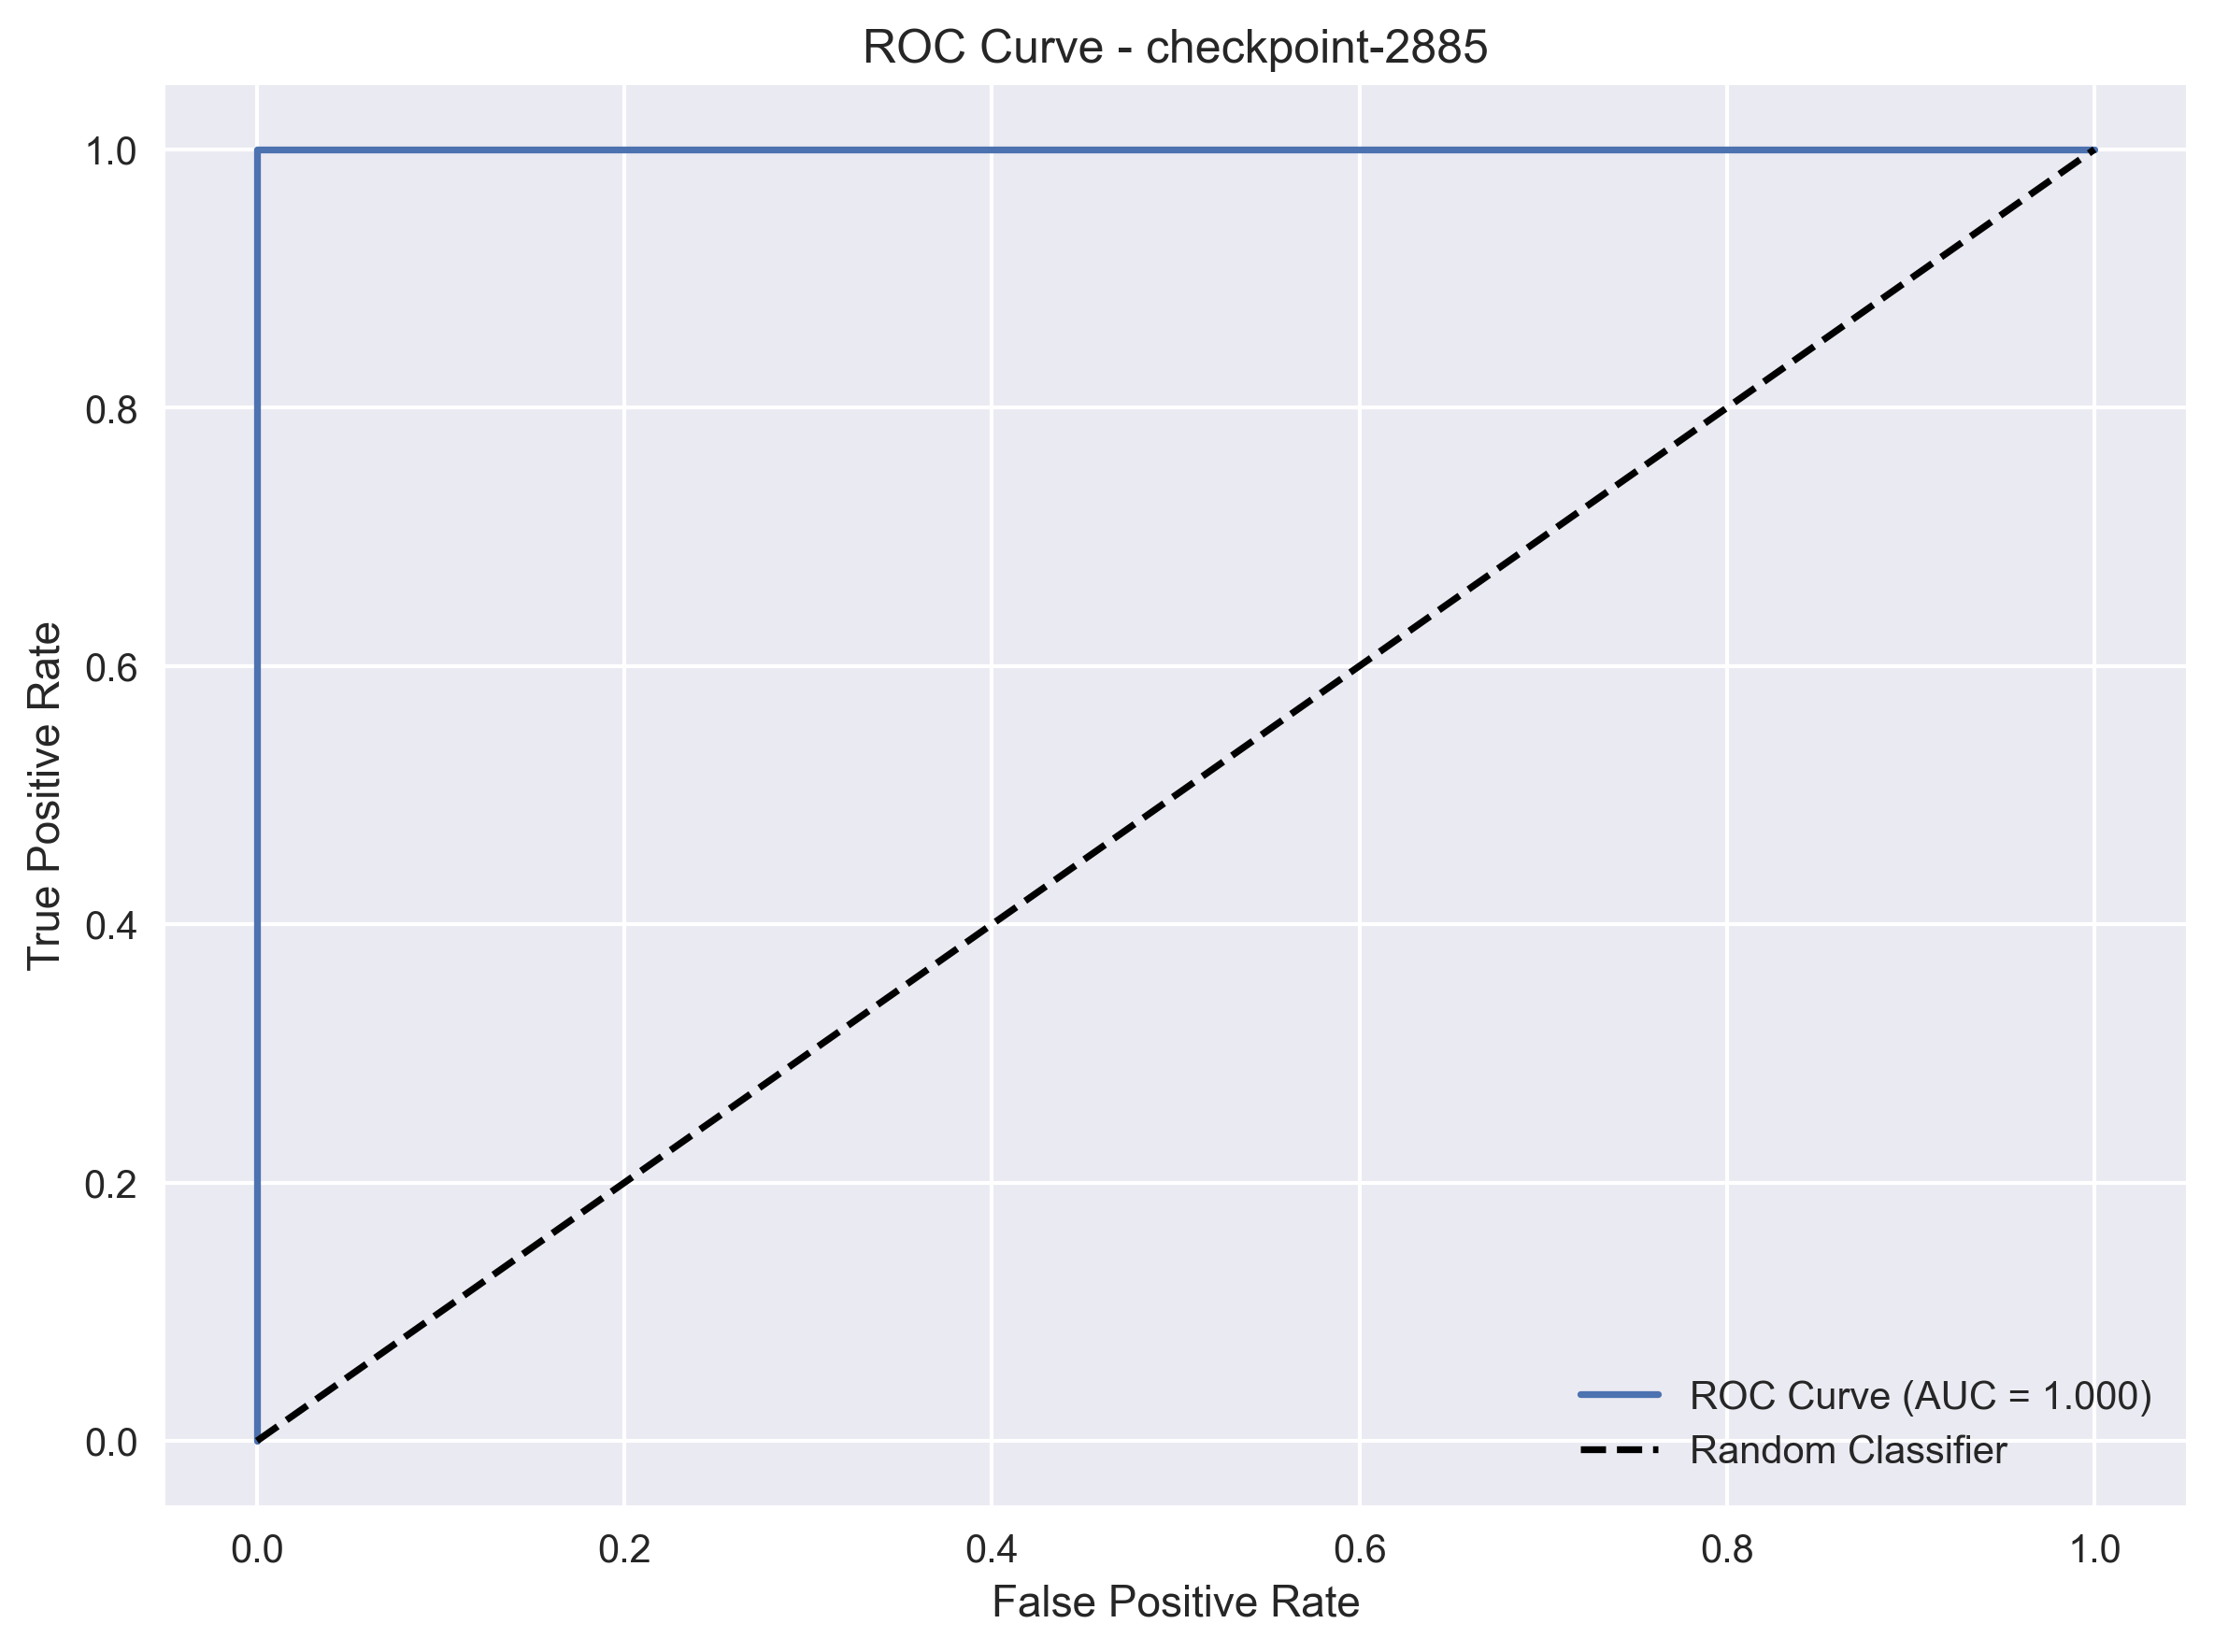 ROC Curve - checkpoint-2885
True Positive Rate
1.0
0.8
0.6
0.4
0.2
0.0
ROC Curve (AUC = 1.000)
Random Classifier
0.0 0.2 0.4 0.6 0.8 1.0
False Positive Rate